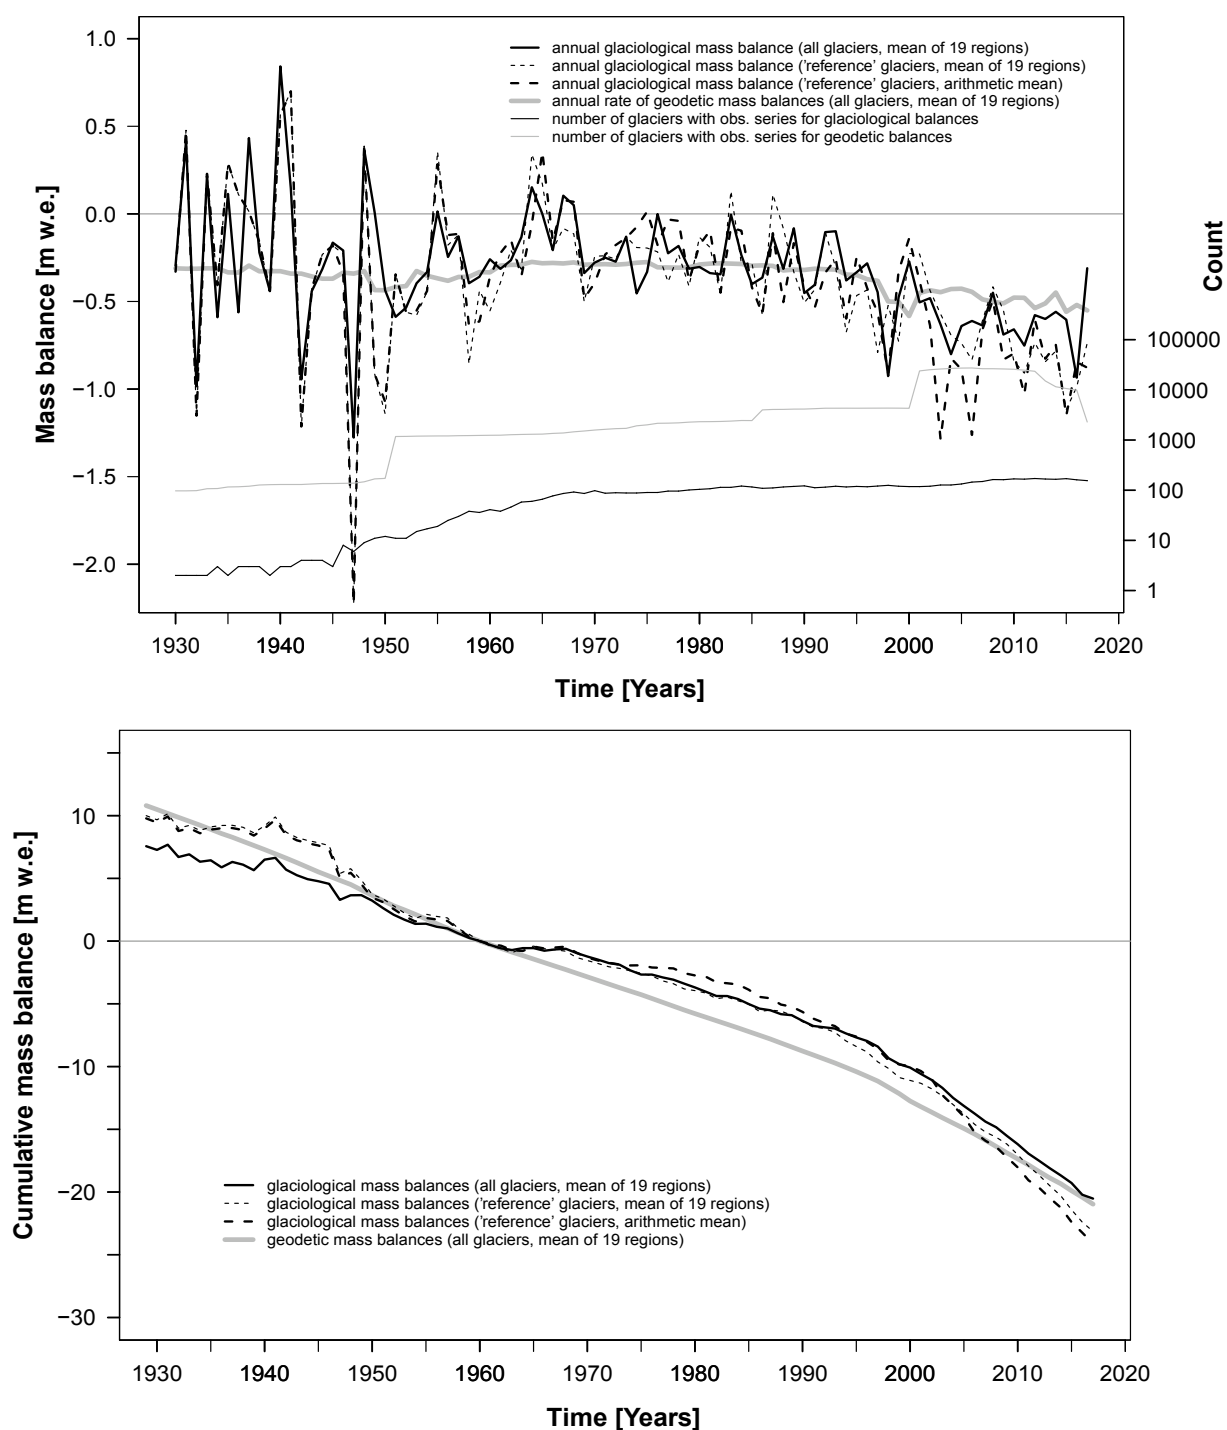 annual glaciological mass balance (all glaciers, mean of 19 regions)
annual glaciological mass balance ('reference' glaciers, mean of 19 regions)
annual glaciological mass balance ('reference' glaciers, arithmetic mean)
annual rate of geodetic mass balances (all glaciers, mean of 19 regions)
number of glaciers with obs. series for glaciological balances
number of glaciers with obs. series for geodetic balances
Mass balance [m w.e.]
1.0
0.5
0.0
−0.5
−1.0
−1.5
−2.0
Count
100000
10000
1000
100
10
1
1930 1940 1950 1960 1970 1980 1990 2000 2010 2020
Time [Years]
Cumulative mass balance [m w.e.]
10
0
−10
−20
−30
glaciological mass balances (all glaciers, mean of 19 regions)
glaciological mass balances ('reference' glaciers, mean of 19 regions)
glaciological mass balances ('reference' glaciers, arithmetic mean)
geodetic mass balances (all glaciers, mean of 19 regions)
1930 1940 1950 1960 1970 1980 1990 2000 2010 2020
Time [Years]